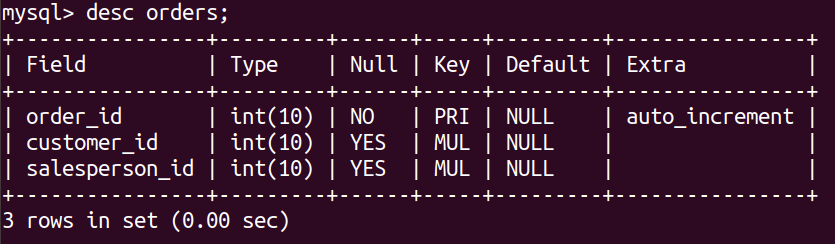 mysql> desc orders;
+----------------+---------+------+-----+---------+----------------+
| Field          | Type    | Null | Key | Default | Extra          |
+----------------+---------+------+-----+---------+----------------+
| order_id       | int(10) | NO   | PRI | NULL    | auto_increment |
| customer_id    | int(10) | YES  | MUL | NULL    |                |
| salesperson_id | int(10) | YES  | MUL | NULL    |                |
+----------------+---------+------+-----+---------+----------------+
3 rows in set (0.00 sec)